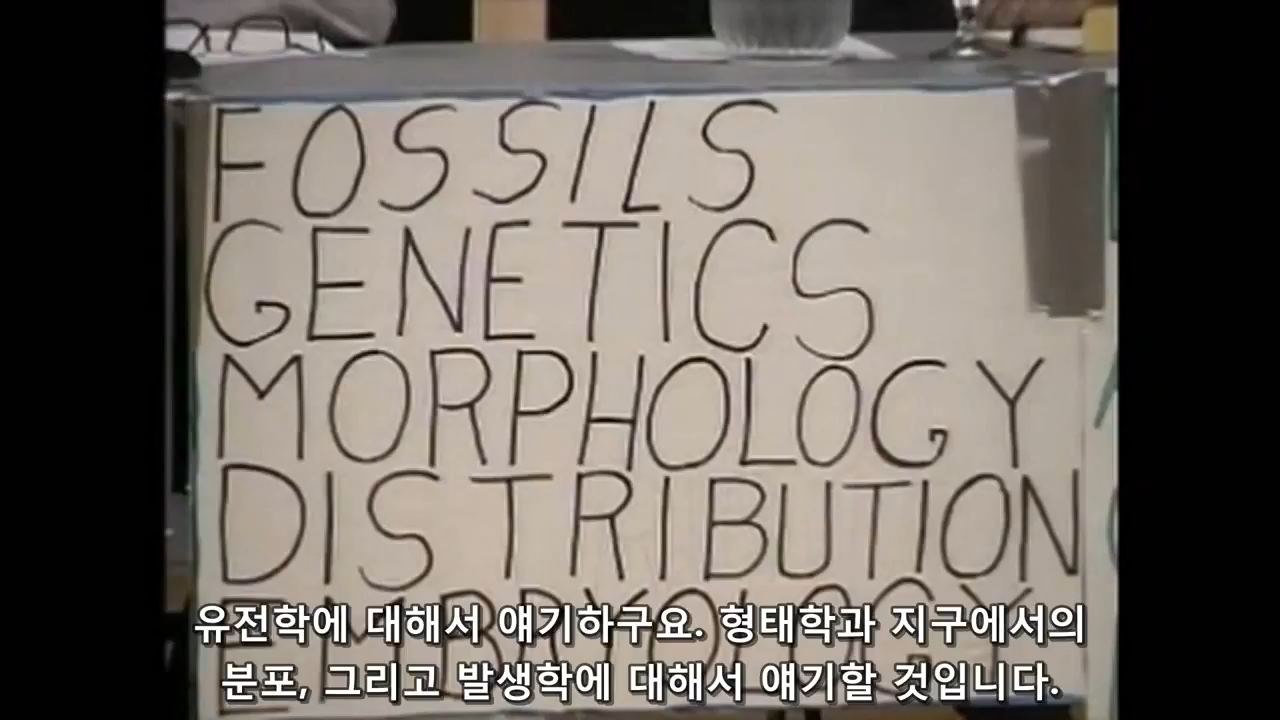 FOSSILS
GENETICS
MORPHOLOGY
DISTRIBUTION
EMBRYOLOGY
유전학에 대해서 얘기하구요. 형태학과 지구에서의
분포, 그리고 발생학에 대해서 얘기할 것입니다.